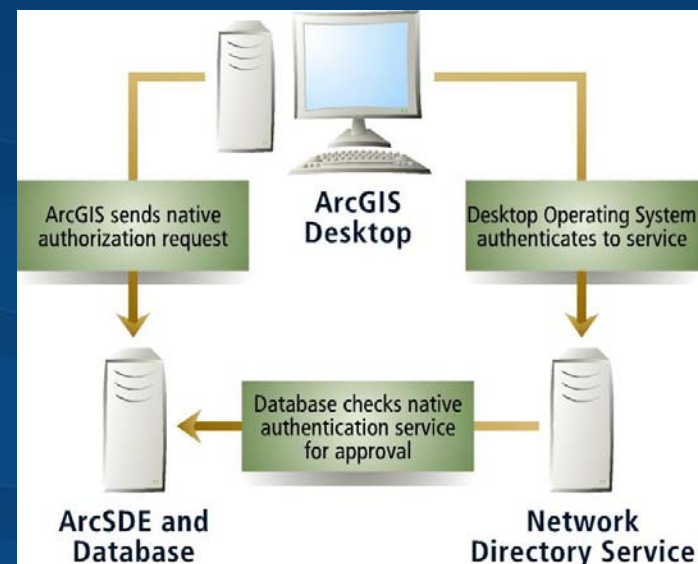 ArcGIS
Desktop
ArcGIS sends native
authorization request
Desktop Operating System
authenticates to service
Database checks native
authentication service
for approval
ArcSDE and
Database
Network
Directory Service